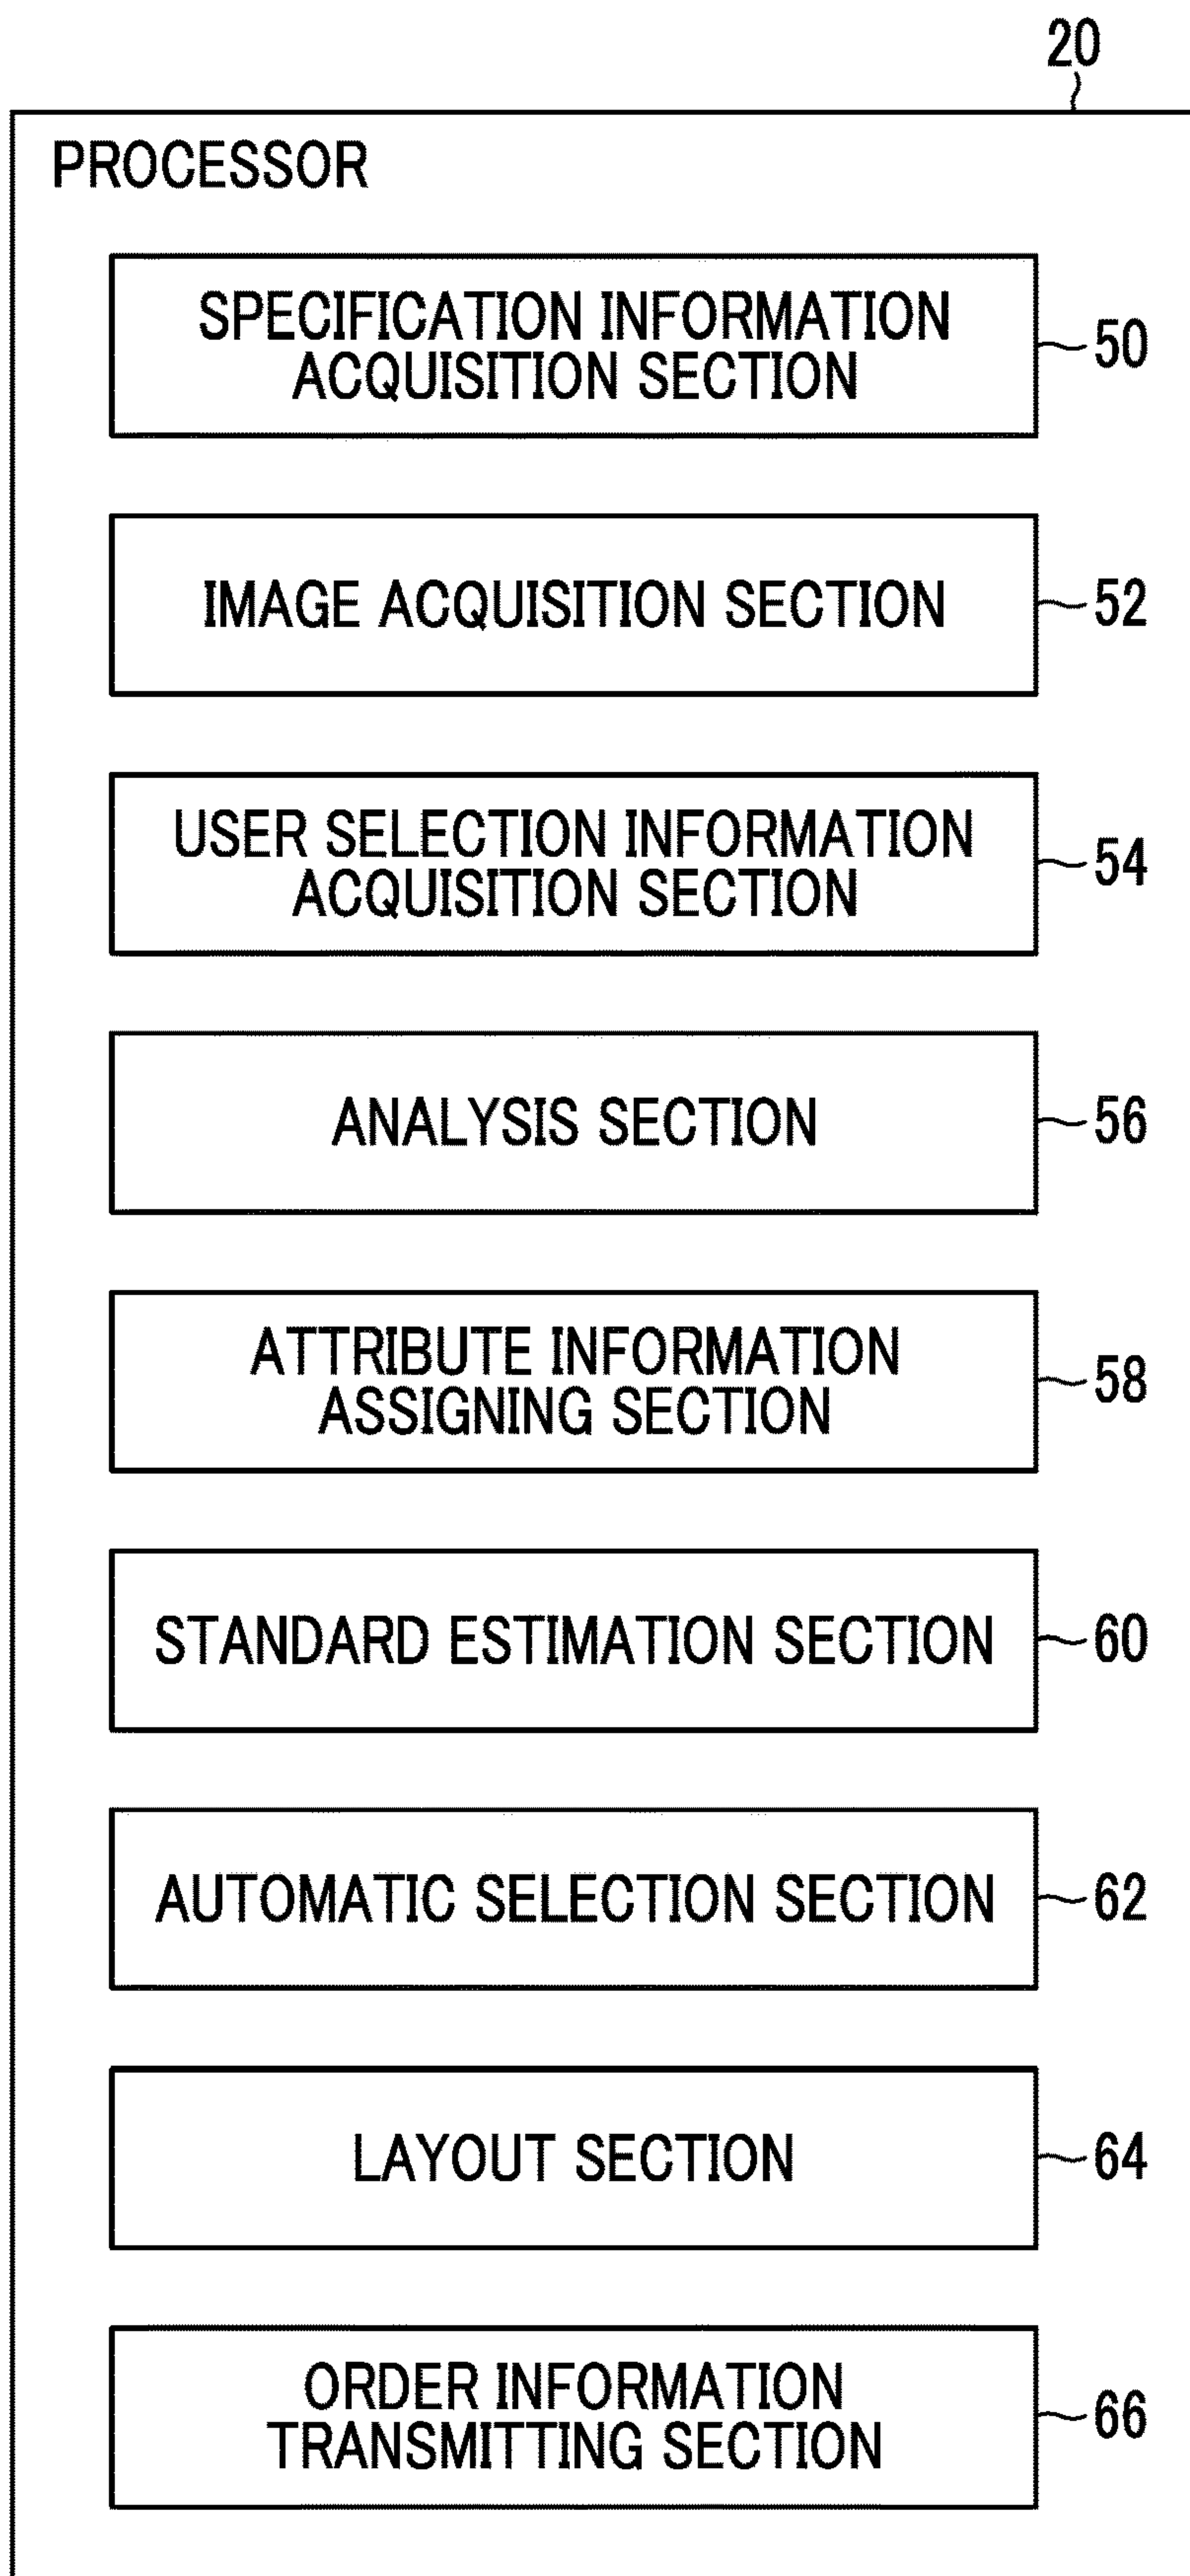 20
PROCESSOR
SPECIFICATION INFORMATION
ACQUISITION SECTION
50
IMAGE ACQUISITION SECTION
52
USER SELECTION INFORMATION
ACQUISITION SECTION
54
ANALYSIS SECTION
56
ATTRIBUTE INFORMATION
ASSIGNING SECTION
58
STANDARD ESTIMATION SECTION
60
AUTOMATIC SELECTION SECTION
62
LAYOUT SECTION
64
ORDER INFORMATION
TRANSMITTING SECTION
66